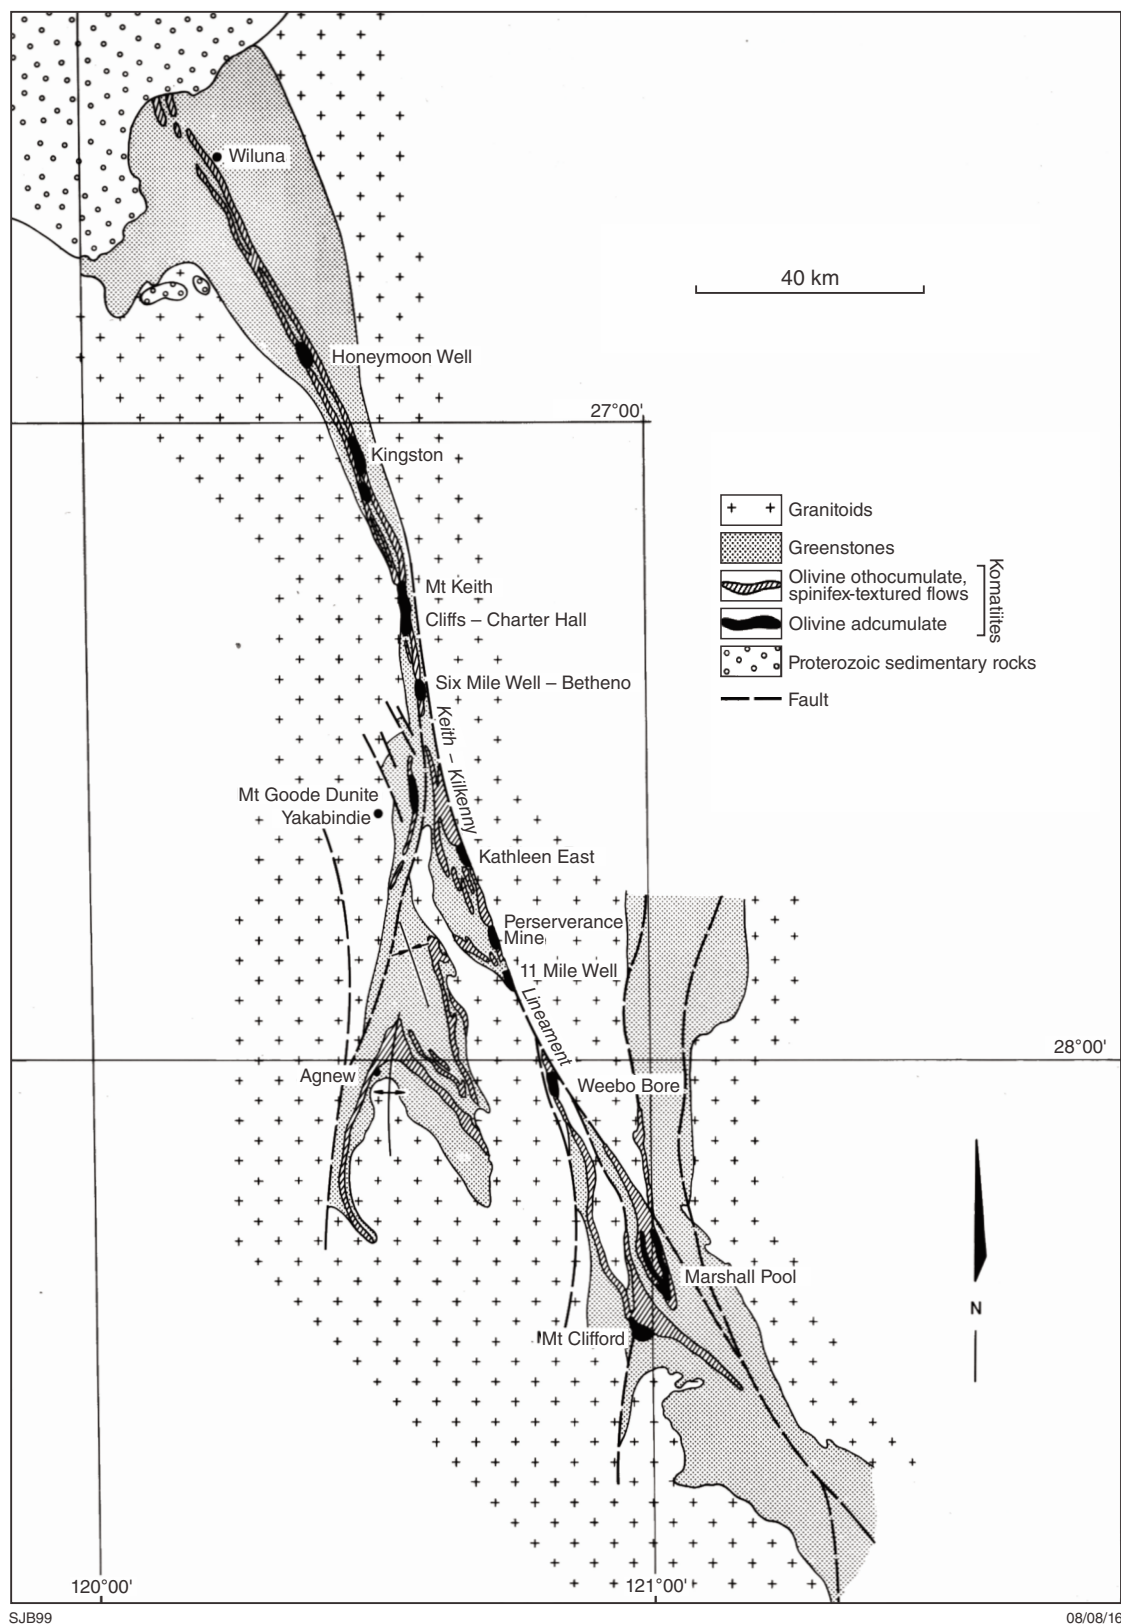 Wiluna
40 km
Honeymoon Well
27°00'
Kingston
Granitoids
Greenstones
Olivine othocumulate,
spinifex-textured flows
Olivine adcumulate
Komatiites
Proterozoic sedimentary rocks
Fault
Mt Keith
Cliffs – Charter Hall
Six Mile Well – Betheno
Keith – Kilkenny
Lineament
Mt Goode Dunite
Yakabindie
Kathleen East
Perserverance
Mine
11 Mile Well
28°00'
Agnew
Weebo Bore
Marshall Pool
N
Mt Clifford
120°00'
121°00'
SJB99
08/08/16